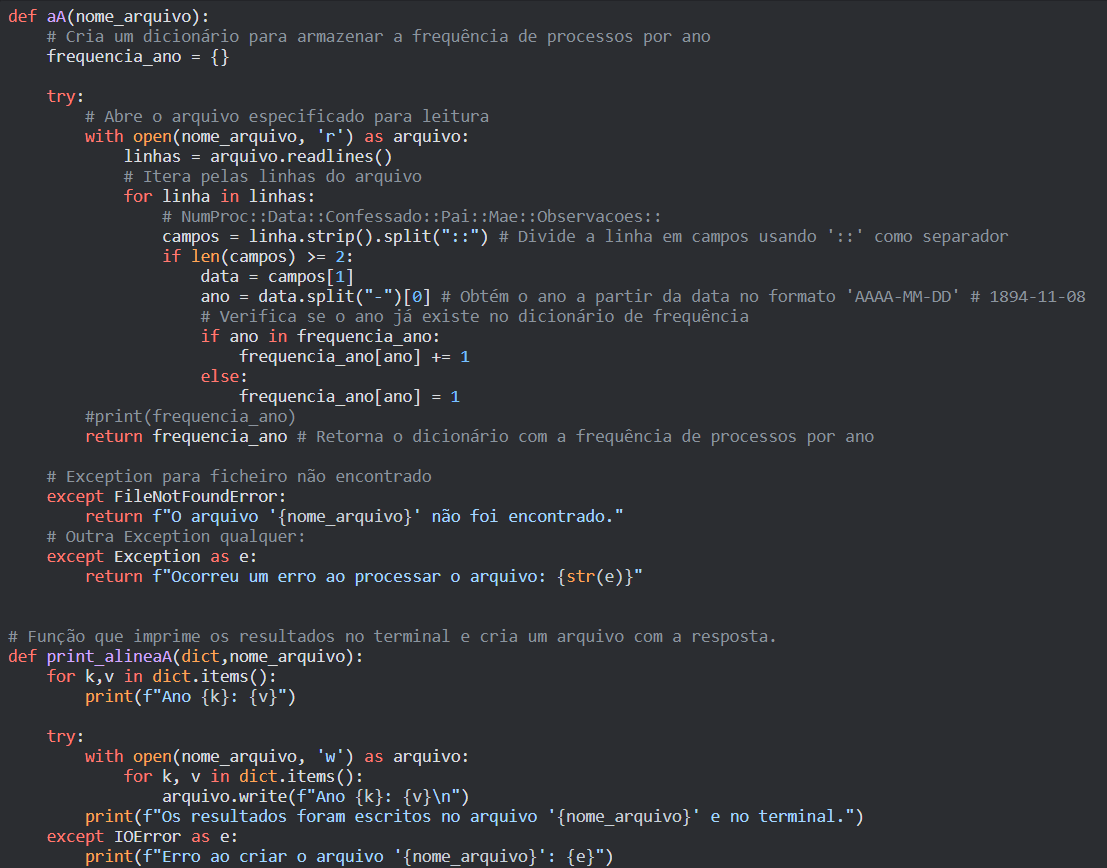 def aA(nome_arquivo):
    # Cria um dicionário para armazenar a frequência de processos por ano
    frequencia_ano = {}

    try:
        # Abre o arquivo especificado para leitura
        with open(nome_arquivo, 'r') as arquivo:
            linhas = arquivo.readlines()
            # Itera pelas linhas do arquivo
            for linha in linhas:
                # NumProc::Data::Confessado::Pai::Mae::Observacoes::
                campos = linha.strip().split("::") # Divide a linha em campos usando '::' como separador
                if len(campos) >= 2:
                    data = campos[1]
                    ano = data.split("-")[0] # Obtém o ano a partir da data no formato 'AAAA-MM-DD' # 1894-11-08
                    # Verifica se o ano já existe no dicionário de frequência
                    if ano in frequencia_ano:
                        frequencia_ano[ano] += 1
                    else:
                        frequencia_ano[ano] = 1
        #print(frequencia_ano)
        return frequencia_ano # Retorna o dicionário com a frequência de processos por ano

    # Exception para ficheiro não encontrado
    except FileNotFoundError:
        return f"O arquivo '{nome_arquivo}' não foi encontrado."
    # Outra Exception qualquer:
    except Exception as e:
        return f"Ocorreu um erro ao processar o arquivo: {str(e)}"


# Função que imprime os resultados no terminal e cria um arquivo com a resposta.
def print_alineaA(dict,nome_arquivo):
    for k,v in dict.items():
        print(f"Ano {k}: {v}")

    try:
        with open(nome_arquivo, 'w') as arquivo:
            for k, v in dict.items():
                arquivo.write(f"Ano {k}: {v}\n")
        print(f"Os resultados foram escritos no arquivo '{nome_arquivo}' e no terminal.")
    except IOError as e:
        print(f"Erro ao criar o arquivo '{nome_arquivo}': {e}")